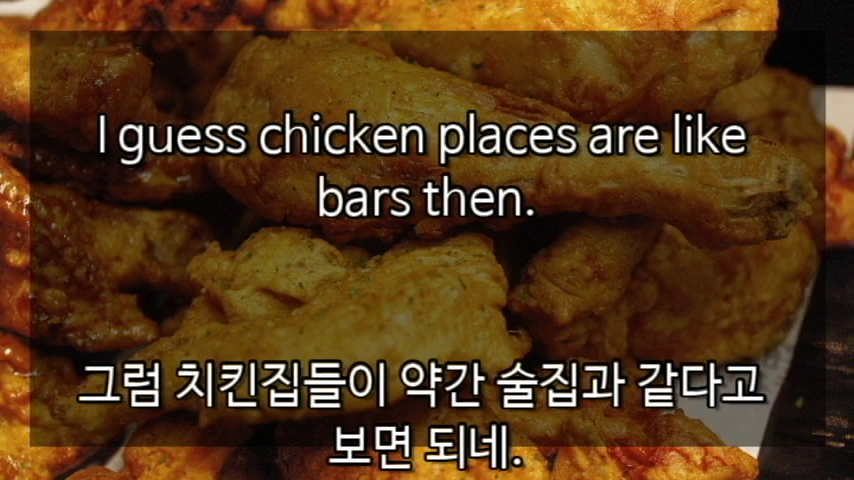 I guess chicken places are like
bars then.
그럼 치킨집들이 약간 술집과 같다고
보면 되네.